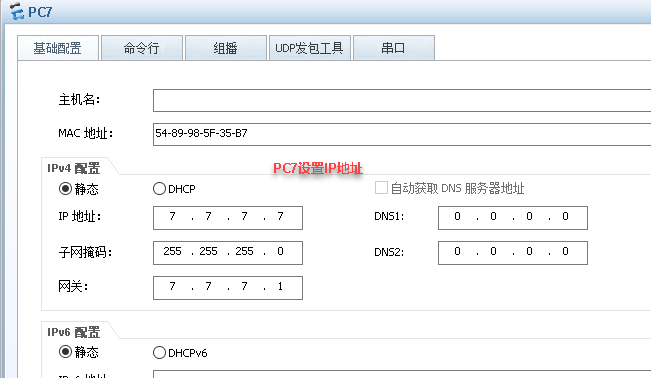 PC7
基础配置 命令行 组播 UDP发包工具 串口
主机名:
MAC 地址: 54-89-98-5F-35-B7
IPv4 配置
PC7设置IP地址
静态 DHCP 自动获取 DNS 服务器地址
IP 地址: 7 . 7 . 7 . 7 DNS1: 0 . 0 . 0 . 0
子网掩码: 255 . 255 . 255 . 0 DNS2: 0 . 0 . 0 . 0
网关: 7 . 7 . 7 . 1
IPv6 配置
静态 DHCPv6